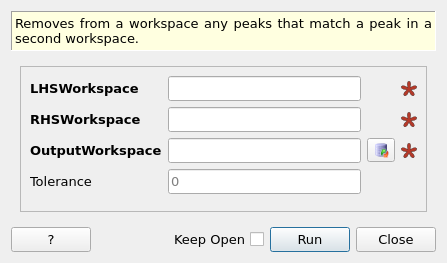 Removes from a workspace any peaks that match a peak in a
second workspace.
LHSWorkspace
RHSWorkspace
OutputWorkspace
Tolerance 0
? Keep Open Run Close